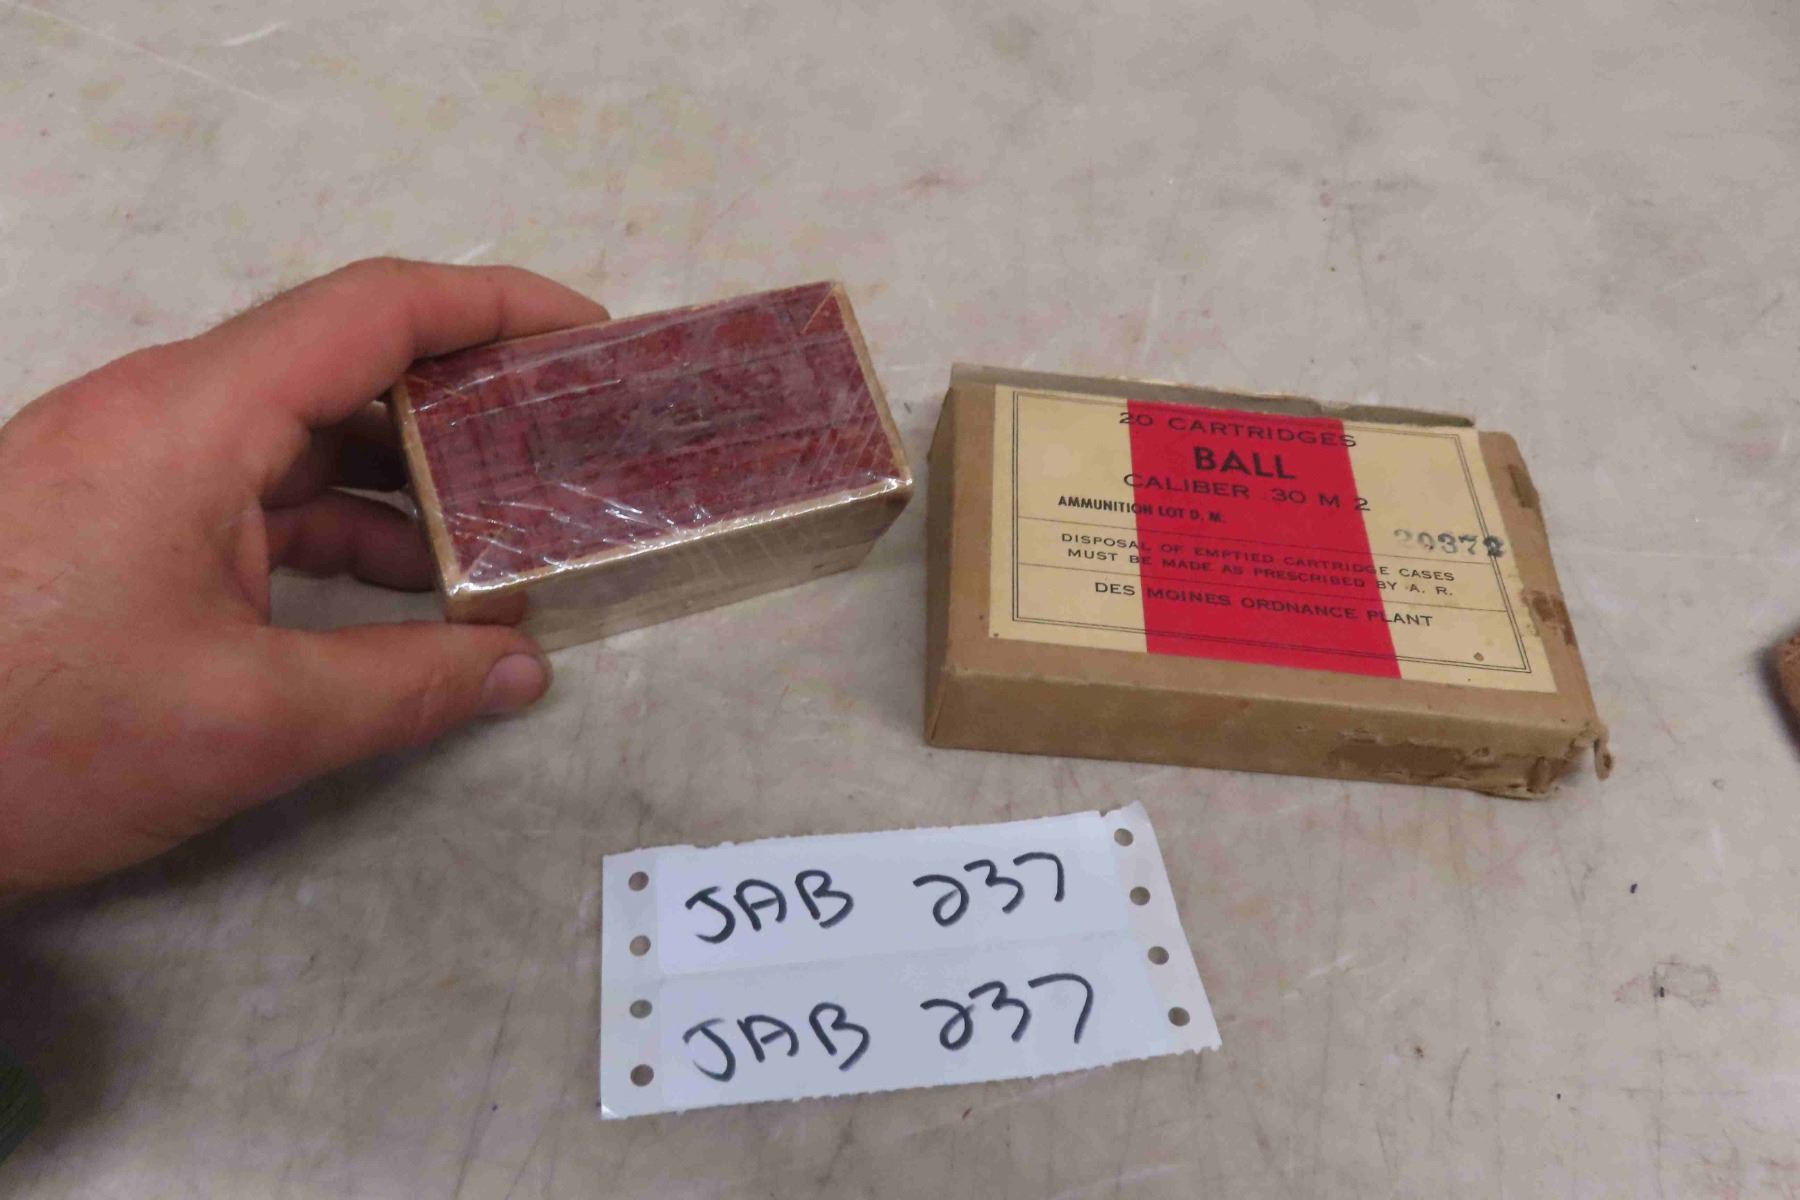 20 CARTRIDGES
BALL
CALIBER .30 M 2
AMMUNITION LOT D. M. 20372
DISPOSAL OF EMPTIED CARTRIDGE CASES
MUST BE MADE AS PRESCRIBED BY A. R.
DES MOINES ORDNANCE PLANT
JAB 237
JAB 237